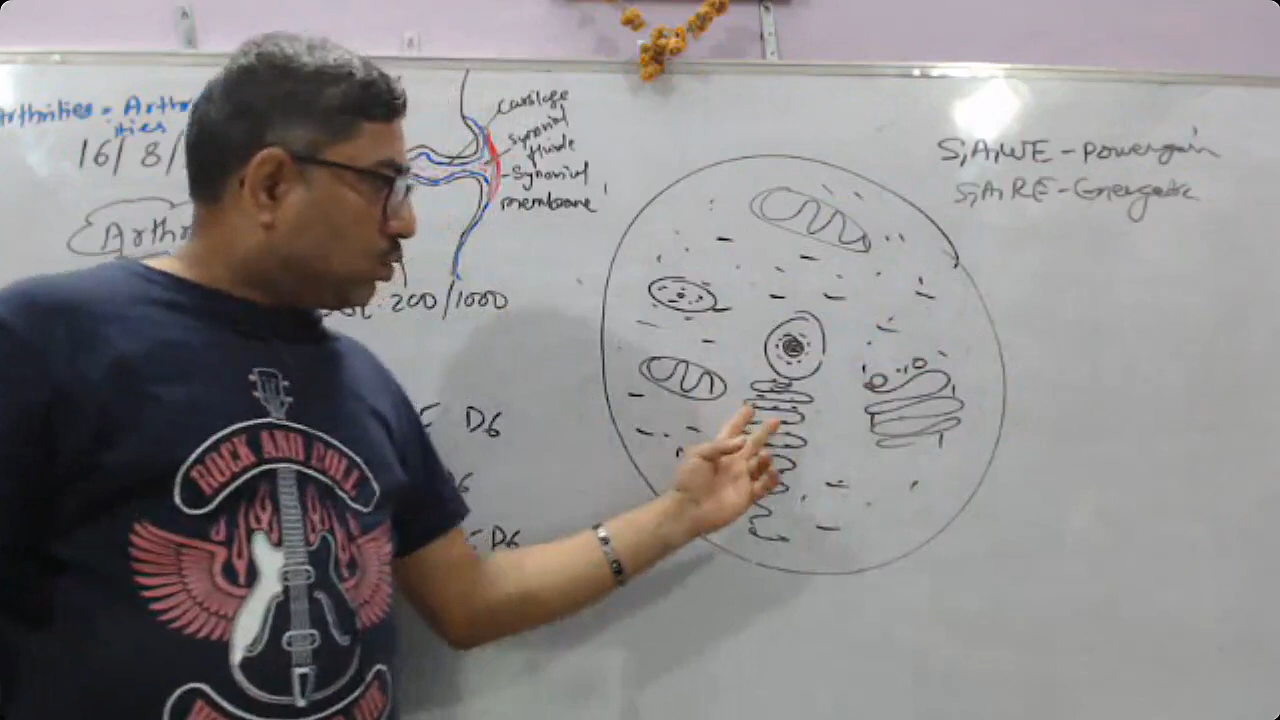 Arthrities = Arthr
ities
16/ 8/
Arthr
Cartilage
Synovial
fluide
Synovial
membrane
200/1000
D6
D6
S,A,WE - Powergain
S,A,RE - Energetic
ROCK AND ROLL